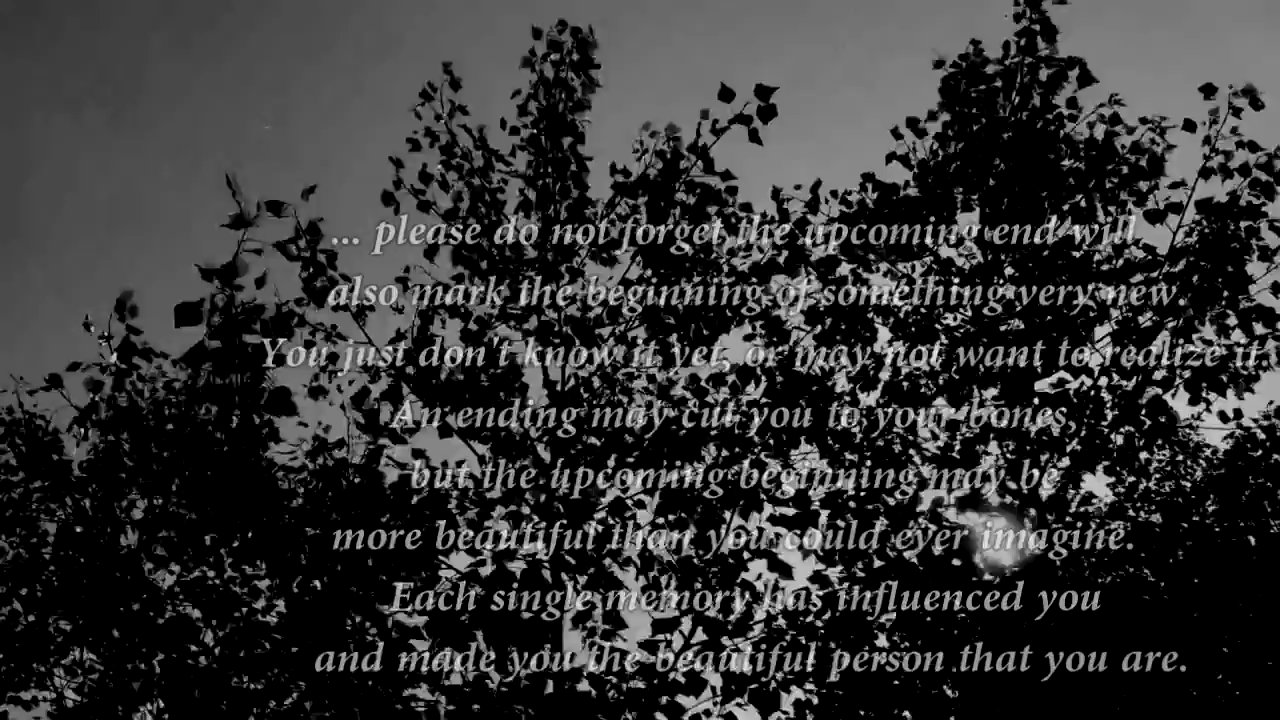 ... please do not forget the upcoming end will
also mark the beginning of something very new.
You just don't know it yet, or may not want to realize it.
An ending may cut you to your bones,
but the upcoming beginning may be
more beautiful than you could ever imagine.
Each single memory has influenced you
and made you the beautiful person that you are.